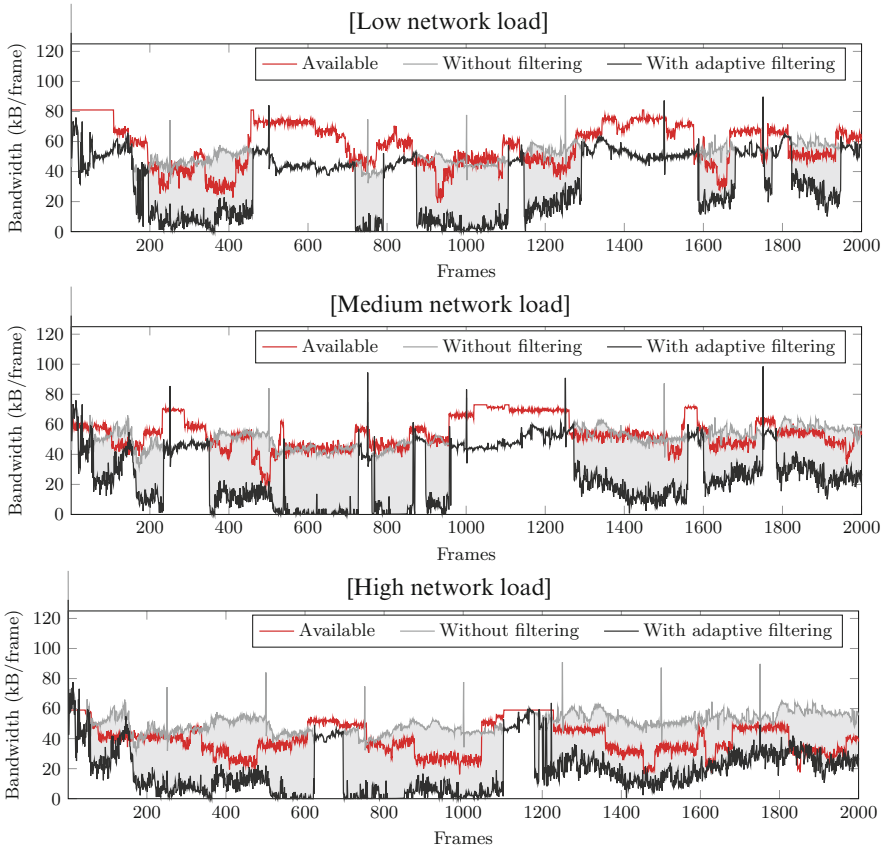 [Low network load]
Bandwidth (kB/frame)
120
100
80
60
40
20
0
Available
Without filtering
With adaptive filtering
200
400
600
800
1000
1200
1400
1600
1800
2000
Frames
[Medium network load]
Bandwidth (kB/frame)
120
100
80
60
40
20
0
Available
Without filtering
With adaptive filtering
200
400
600
800
1000
1200
1400
1600
1800
2000
Frames
[High network load]
Bandwidth (kB/frame)
120
100
80
60
40
20
0
Available
Without filtering
With adaptive filtering
200
400
600
800
1000
1200
1400
1600
1800
2000
Frames